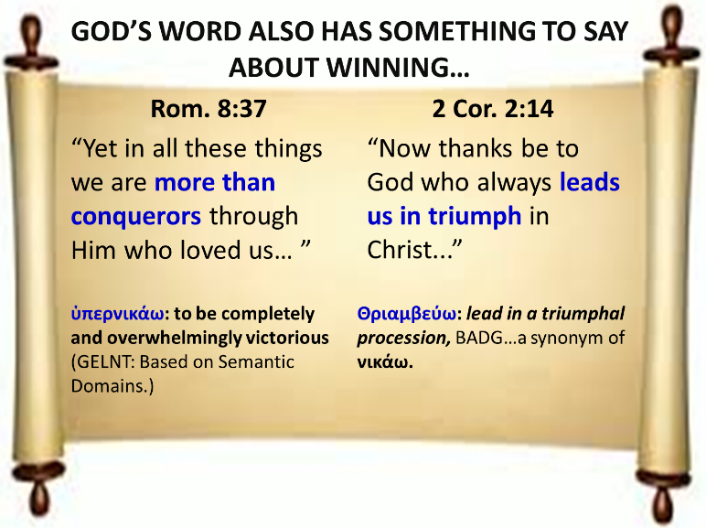 GOD’S WORD ALSO HAS SOMETHING TO SAY
ABOUT WINNING…
Rom. 8:37
“Yet in all these things
we are more than
conquerors through
Him who loved us… ”
ὑπερνικάω: to be completely
and overwhelmingly victorious
(GELNT: Based on Semantic
Domains.)
2 Cor. 2:14
“Now thanks be to
God who always leads
us in triumph in
Christ...”
Θριαμβεύω: lead in a triumphal
procession, BADG…a synonym of
νικάω.